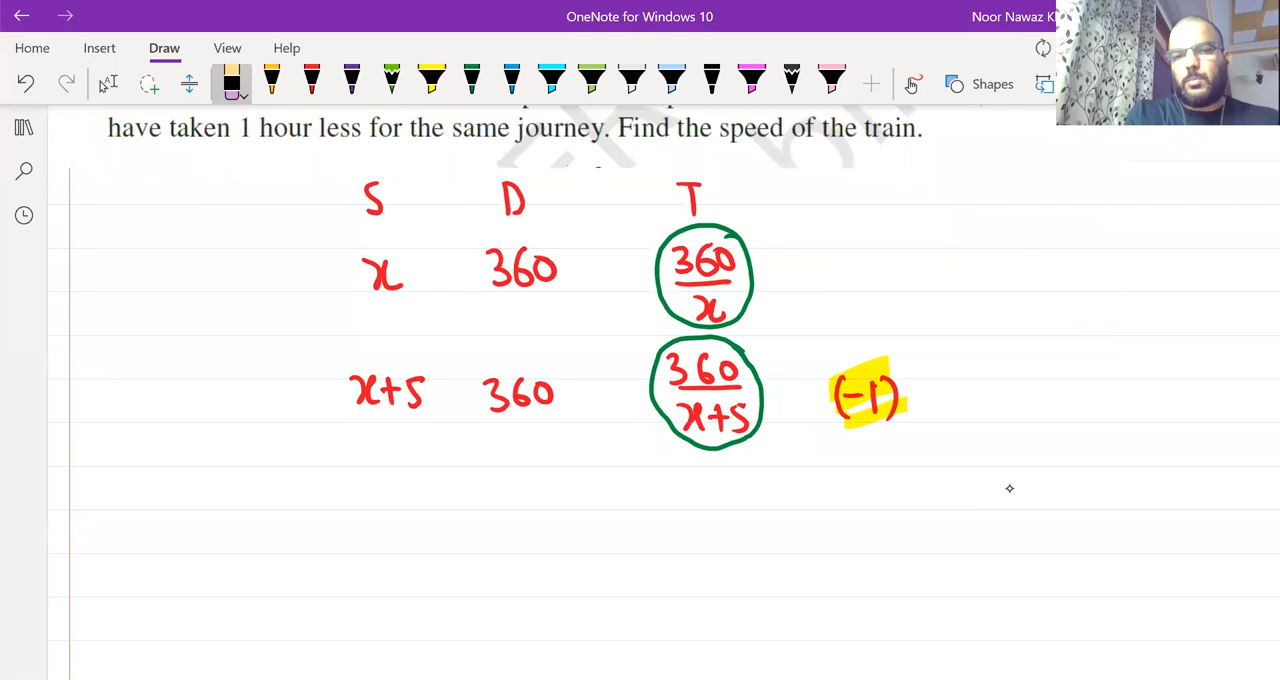 OneNote for Windows 10
Noor Nawaz K
Home Insert Draw View Help
Shapes
have taken 1 hour less for the same journey. Find the speed of the train.
S D T
x 360 360/x
x+5 360 360/x+5 (-1)